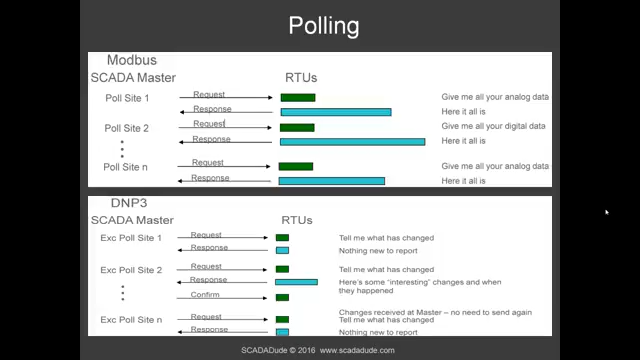 Polling
Modbus
SCADA Master RTUs
Poll Site 1 Request Give me all your analog data
Response Here it all is
Poll Site 2 Request Give me all your digital data
Response Here it all is
Poll Site n Request Give me all your analog data
Response Here it all is
DNP3
SCADA Master RTUs
Exc Poll Site 1 Request Tell me what has changed
Response Nothing new to report
Exc Poll Site 2 Request Tell me what has changed
Response Here's some “interesting” changes and when
they happened
Confirm
Changes received at Master – no need to send again
Exc Poll Site n Request Tell me what has changed
Response Nothing new to report
SCADADude © 2016 www.scadadude.com